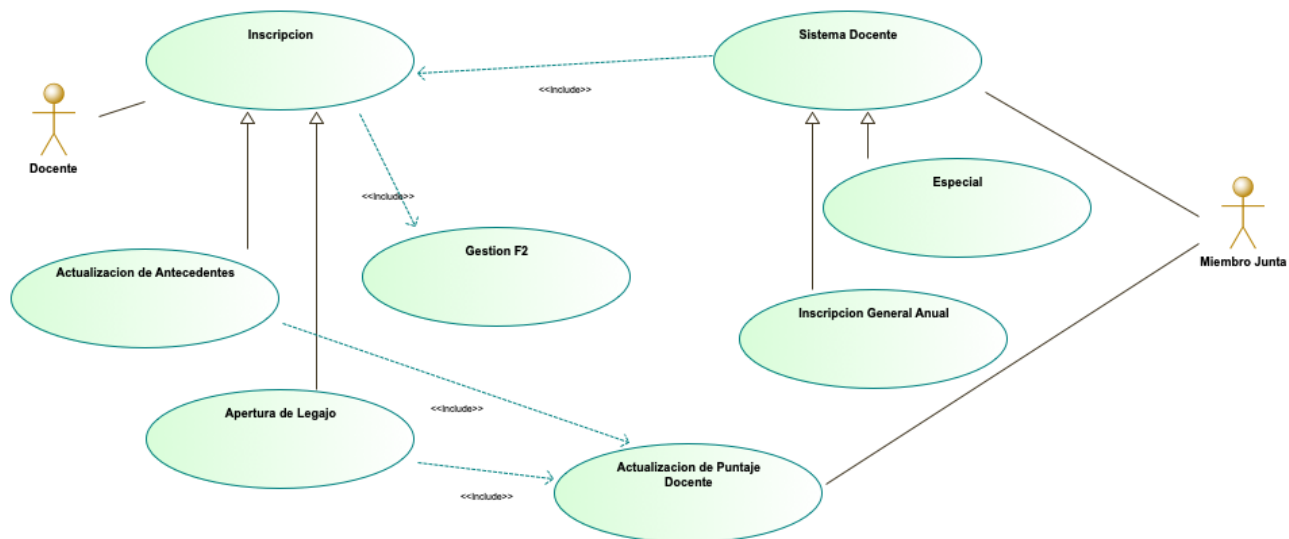 Inscripcion
Sistema Docente
<<Include>>
Docente
Especial
<<Include>>
Gestion F2
Miembro Junta
Actualizacion de Antecedentes
Inscripcion General Anual
Apertura de Legajo
<<Include>>
Actualizacion de Puntaje
Docente
<<Include>>